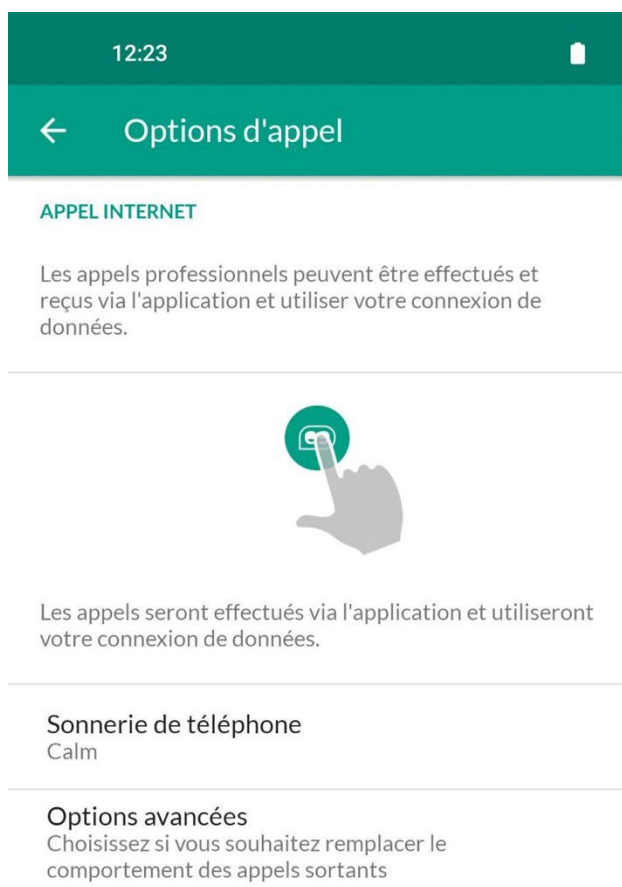 12:23
Options d'appel
APPEL INTERNET
Les appels professionnels peuvent être effectués et
reçus via l'application et utiliser votre connexion de
données.
Les appels seront effectués via l'application et utiliseront
votre connexion de données.
Sonnerie de téléphone
Calm
Options avancées
Choisissez si vous souhaitez remplacer le
comportement des appels sortants